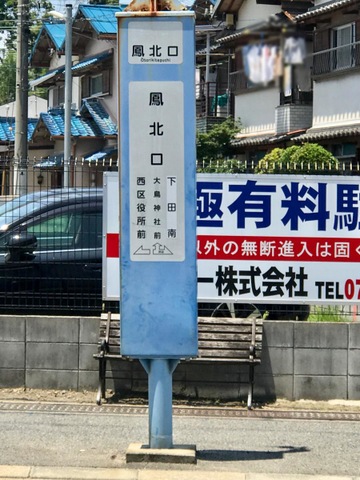 鳳北口
Ōtorikitaguchi
鳳北口
下田南
大鳥神社前
西区役所前
極有料駐
以外の無断進入は固く
一株式会社
TEL07